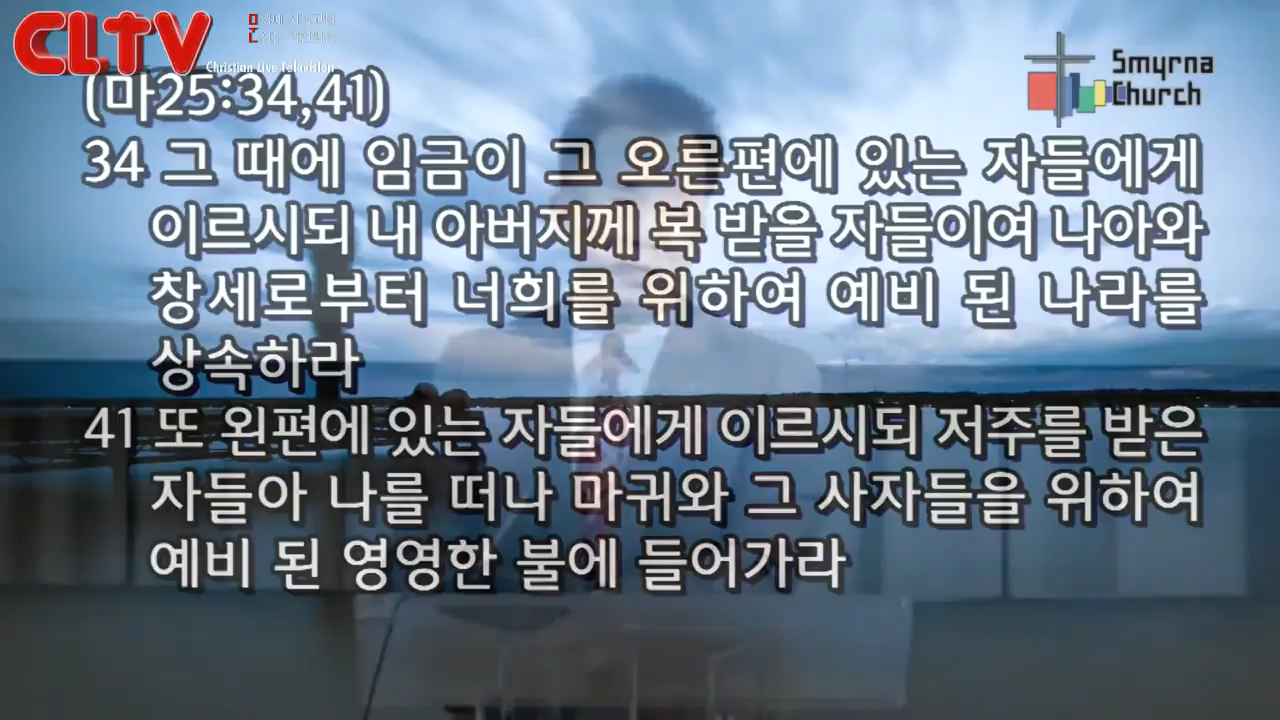 CLTV
Christian Live Television
Smyrna
Church
(마25:34,41)
34 그 때에 임금이 그 오른편에 있는 자들에게
이르시되 내 아버지께 복 받을 자들이여 나아와
창세로부터 너희를 위하여 예비 된 나라를
상속하라
41 또 왼편에 있는 자들에게 이르시되 저주를 받은
자들아 나를 떠나 마귀와 그 사자들을 위하여
예비 된 영영한 불에 들어가라